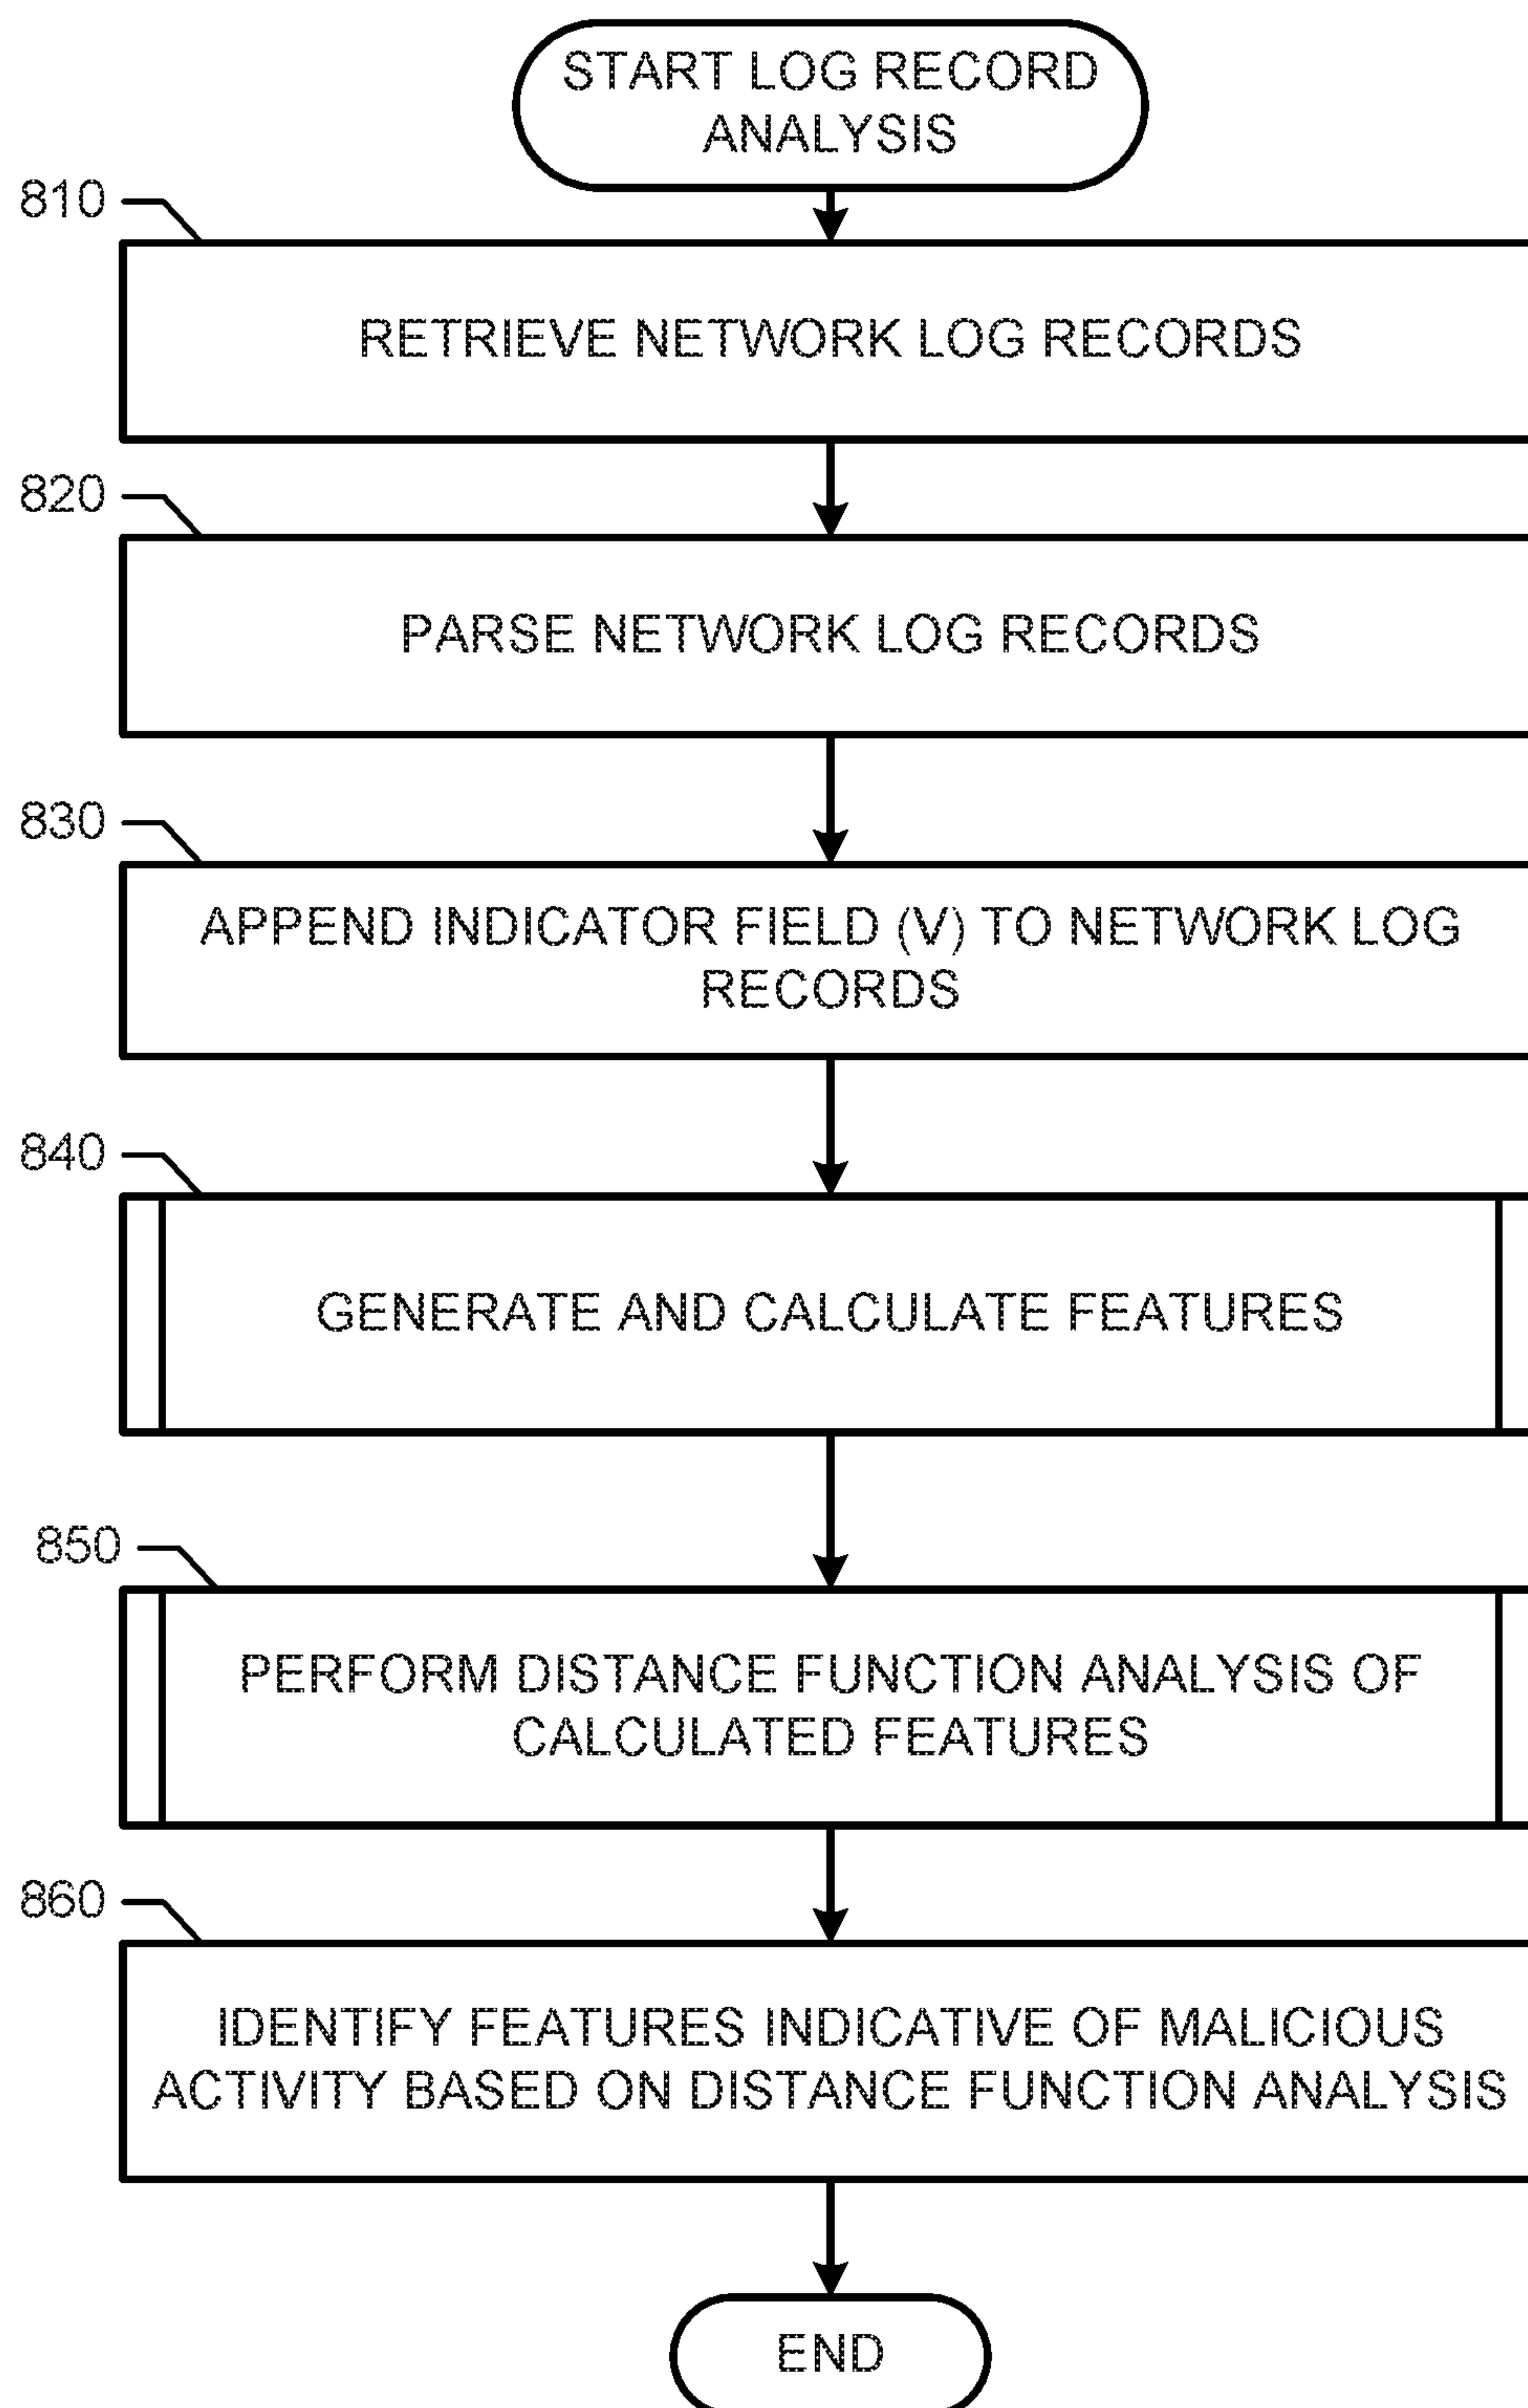 START LOG RECORD
ANALYSIS
810
RETRIEVE NETWORK LOG RECORDS
820
PARSE NETWORK LOG RECORDS
830
APPEND INDICATOR FIELD (V) TO NETWORK LOG
RECORDS
840
GENERATE AND CALCULATE FEATURES
850
PERFORM DISTANCE FUNCTION ANALYSIS OF
CALCULATED FEATURES
860
IDENTIFY FEATURES INDICATIVE OF MALICIOUS
ACTIVITY BASED ON DISTANCE FUNCTION ANALYSIS
END